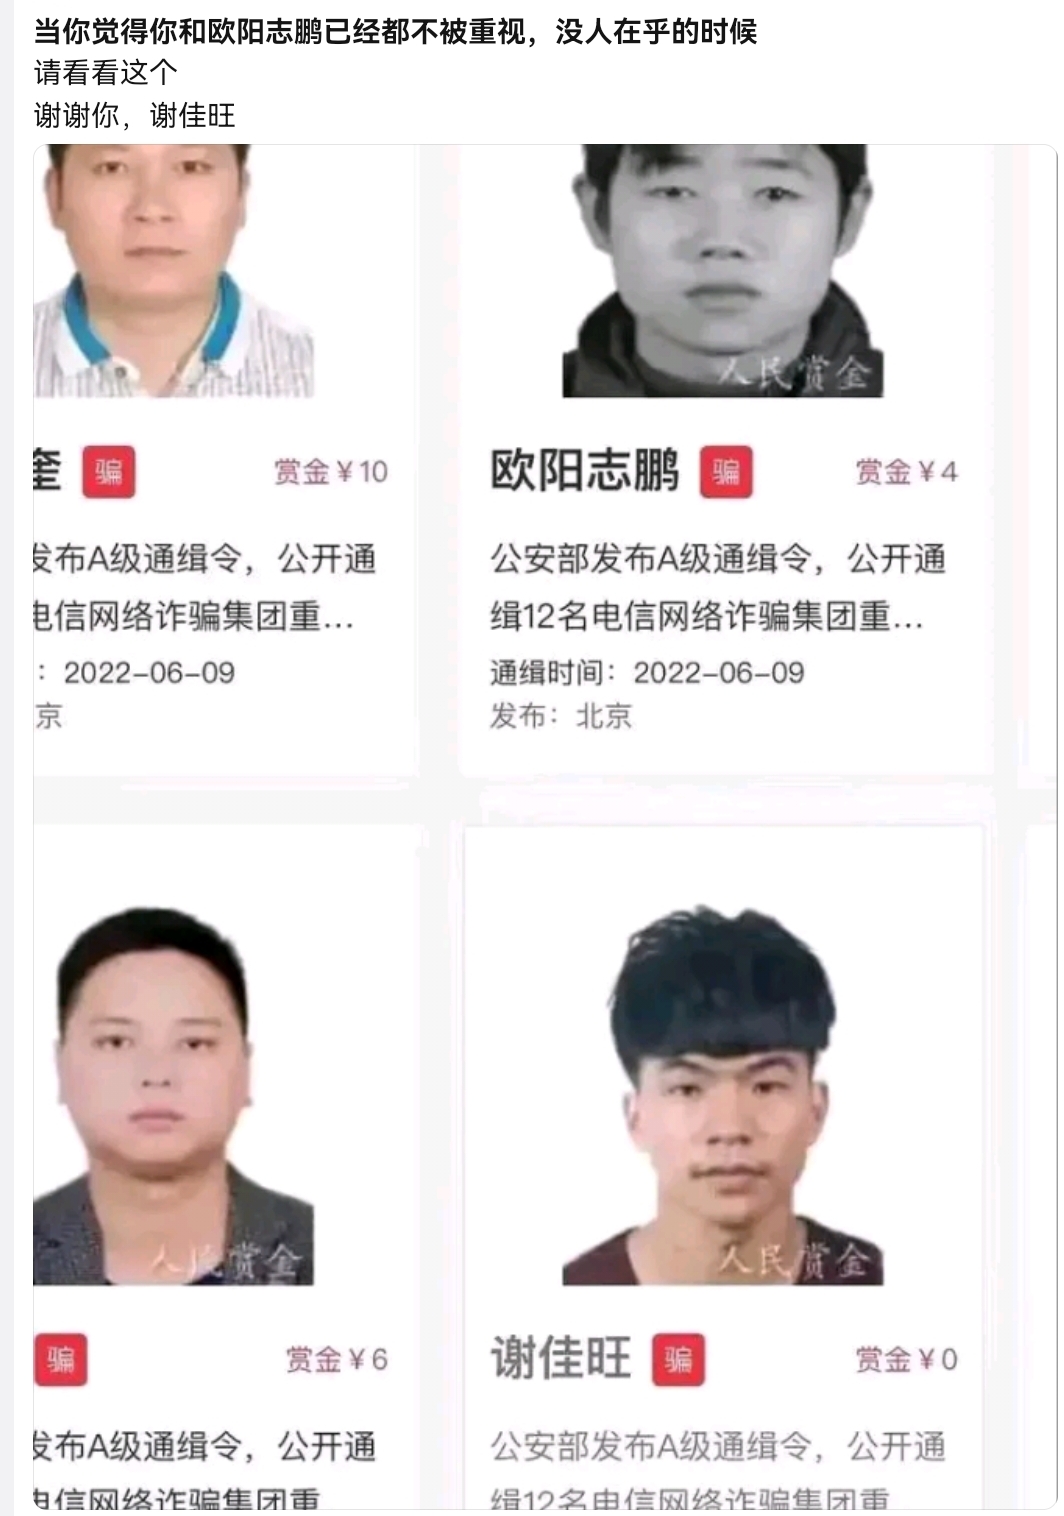 当你觉得你和欧阳志鹏已经都不被重视，没人在乎的时候
请看看这个
谢谢你，谢佳旺
人民赏金
奎 骗 赏金¥10
欧阳志鹏 骗 赏金¥4
发布A级通缉令，公开通
电信网络诈骗集团重...
：2022-06-09
京
公安部发布A级通缉令，公开通
缉12名电信网络诈骗集团重...
通缉时间：2022-06-09
发布：北京
人民赏金
人民赏金
骗 赏金¥6
谢佳旺 骗 赏金¥0
发布A级通缉令，公开通
电信网络诈骗集团重
公安部发布A级通缉令，公开通
缉12名电信网络诈骗集团重